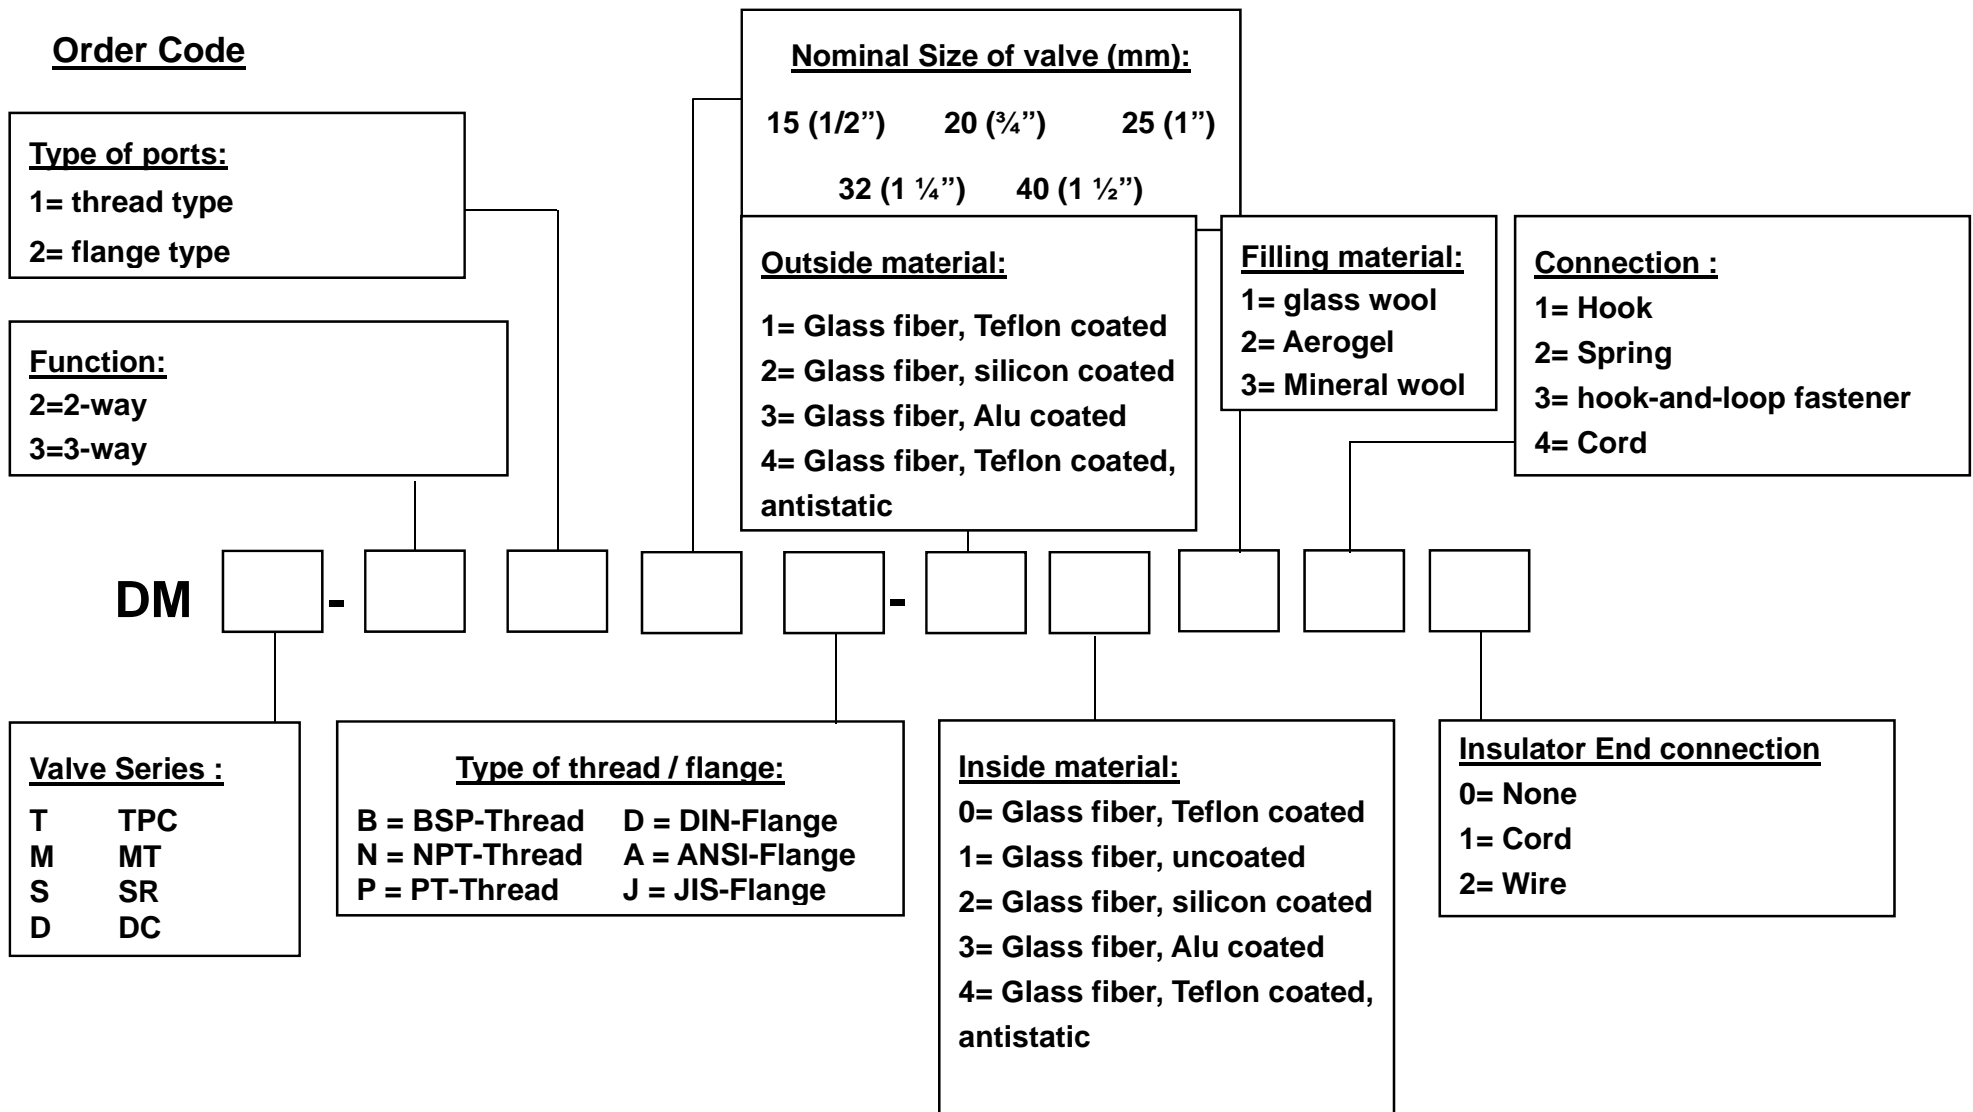 Order Code
Nominal Size of valve (mm):
15 (1/2”) 20 (¾”) 25 (1”)
32 (1 ¼”) 40 (1 ½”)
Type of ports:
1= thread type
2= flange type
Function:
2=2-way
3=3-way
Outside material:
1= Glass fiber, Teflon coated
2= Glass fiber, silicon coated
3= Glass fiber, Alu coated
4= Glass fiber, Teflon coated,
antistatic
Filling material:
1= glass wool
2= Aerogel
3= Mineral wool
Connection :
1= Hook
2= Spring
3= hook-and-loop fastener
4= Cord
DM - -
Valve Series :
T TPC
M MT
S SR
D DC
Type of thread / flange:
B = BSP-Thread D = DIN-Flange
N = NPT-Thread A = ANSI-Flange
P = PT-Thread J = JIS-Flange
Inside material:
0= Glass fiber, Teflon coated
1= Glass fiber, uncoated
2= Glass fiber, silicon coated
3= Glass fiber, Alu coated
4= Glass fiber, Teflon coated,
antistatic
Insulator End connection
0= None
1= Cord
2= Wire